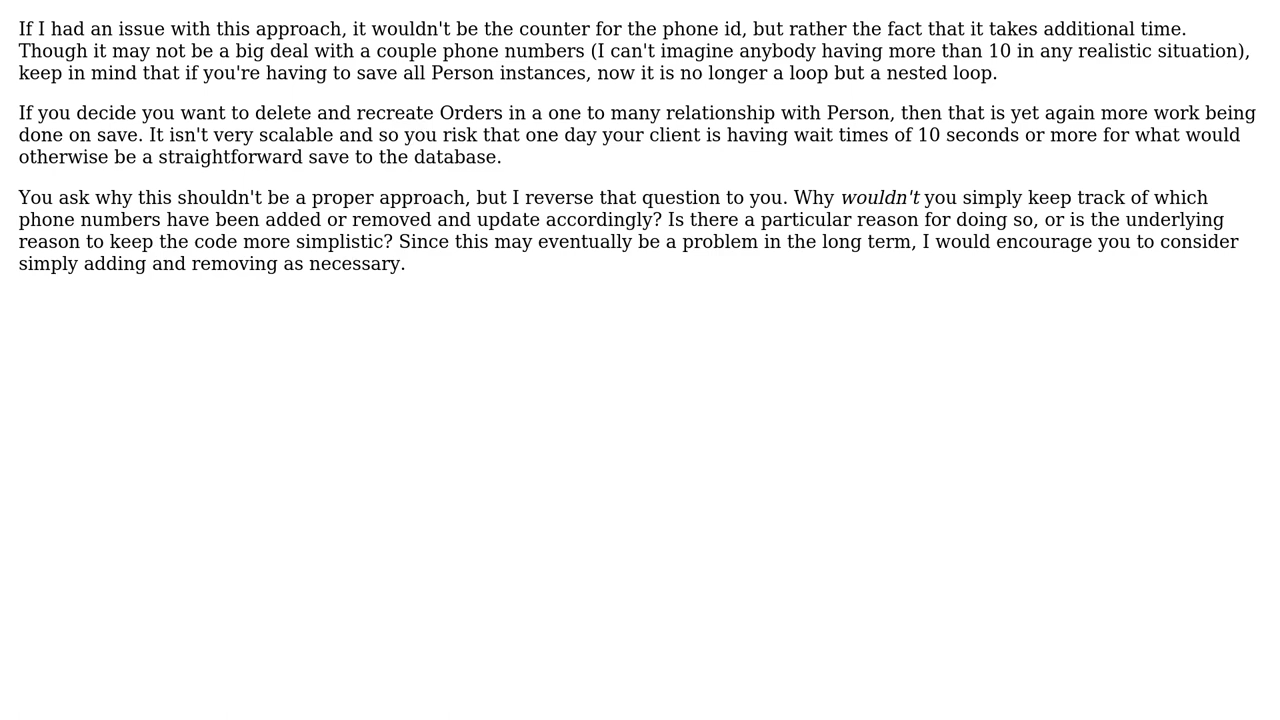 If I had an issue with this approach, it wouldn't be the counter for the phone id, but rather the fact that it takes additional time.
Though it may not be a big deal with a couple phone numbers (I can't imagine anybody having more than 10 in any realistic situation),
keep in mind that if you're having to save all Person instances, now it is no longer a loop but a nested loop.
If you decide you want to delete and recreate Orders in a one to many relationship with Person, then that is yet again more work being
done on save. It isn't very scalable and so you risk that one day your client is having wait times of 10 seconds or more for what would
otherwise be a straightforward save to the database.
You ask why this shouldn't be a proper approach, but I reverse that question to you. Why wouldn't you simply keep track of which
phone numbers have been added or removed and update accordingly? Is there a particular reason for doing so, or is the underlying
reason to keep the code more simplistic? Since this may eventually be a problem in the long term, I would encourage you to consider
simply adding and removing as necessary.